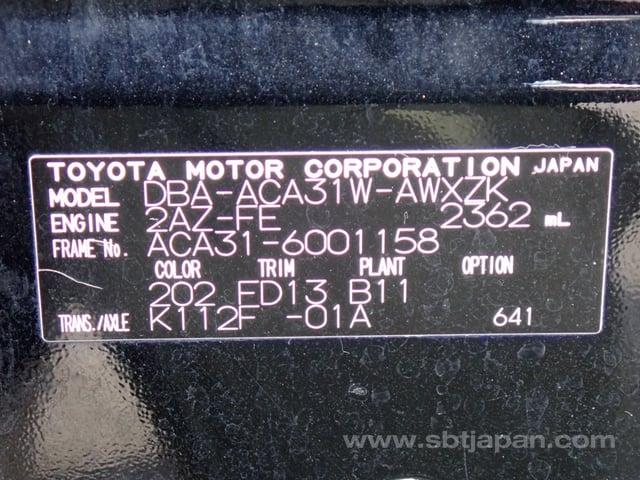 TOYOTA MOTOR CORPORATION JAPAN
MODEL DBA-ACA31W-AWXZK
ENGINE 2AZ-FE 2362 mL
FRAME No. ACA31-6001158
COLOR TRIM PLANT OPTION
202 FD13 B11
TRANS./AXLE K112F -01A 641
www.sbtjapan.com